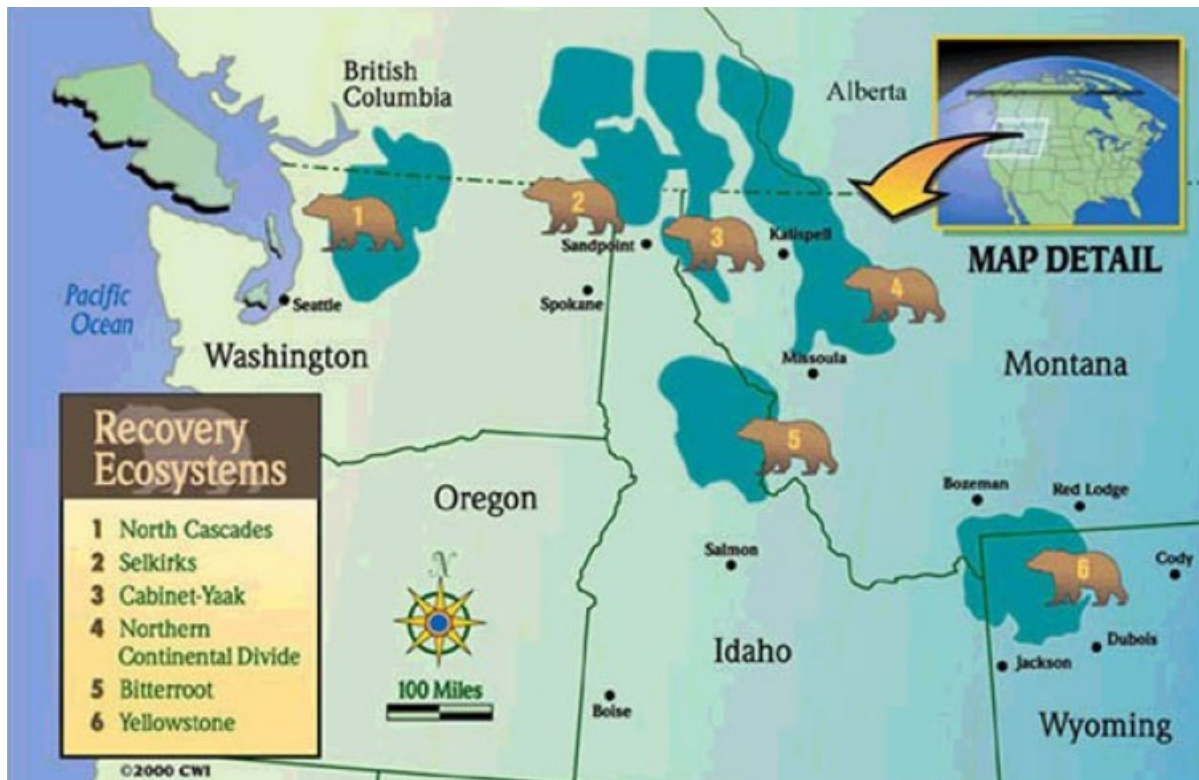 British
Columbia
Alberta
1
2
3
4
Sandpoint
Kalispell
Spokane
Seattle
Pacific
Ocean
Washington
Missoula
Montana
MAP DETAIL
Recovery
Ecosystems
1 North Cascades
2 Selkirks
3 Cabinet-Yaak
4 Northern
Continental Divide
5 Bitterroot
6 Yellowstone
©2000 CWI
Oregon
N
100 Miles
5
Salmon
Idaho
Boise
Bozeman
Red Lodge
6
Cody
Dubois
Jackson
Wyoming